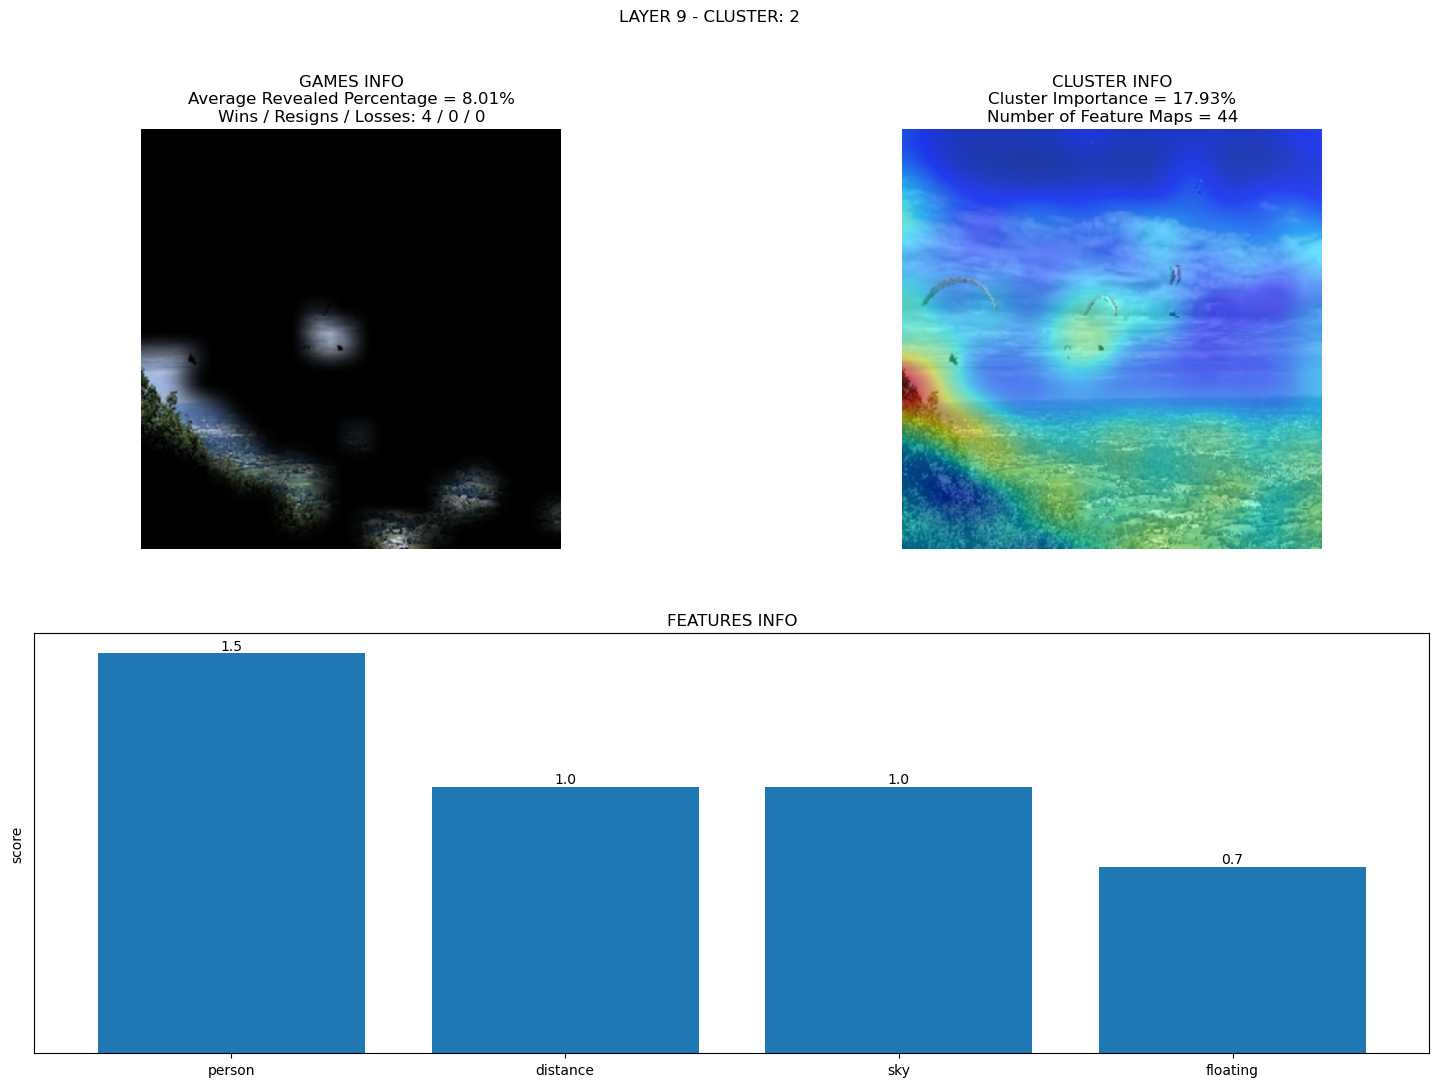 LAYER 9 - CLUSTER: 2
GAMES INFO
Average Revealed Percentage = 8.01%
Wins / Resigns / Losses: 4 / 0 / 0
CLUSTER INFO
Cluster Importance = 17.93%
Number of Feature Maps = 44
FEATURES INFO
score
1.5
1.0
1.0
0.7
person
distance
sky
floating